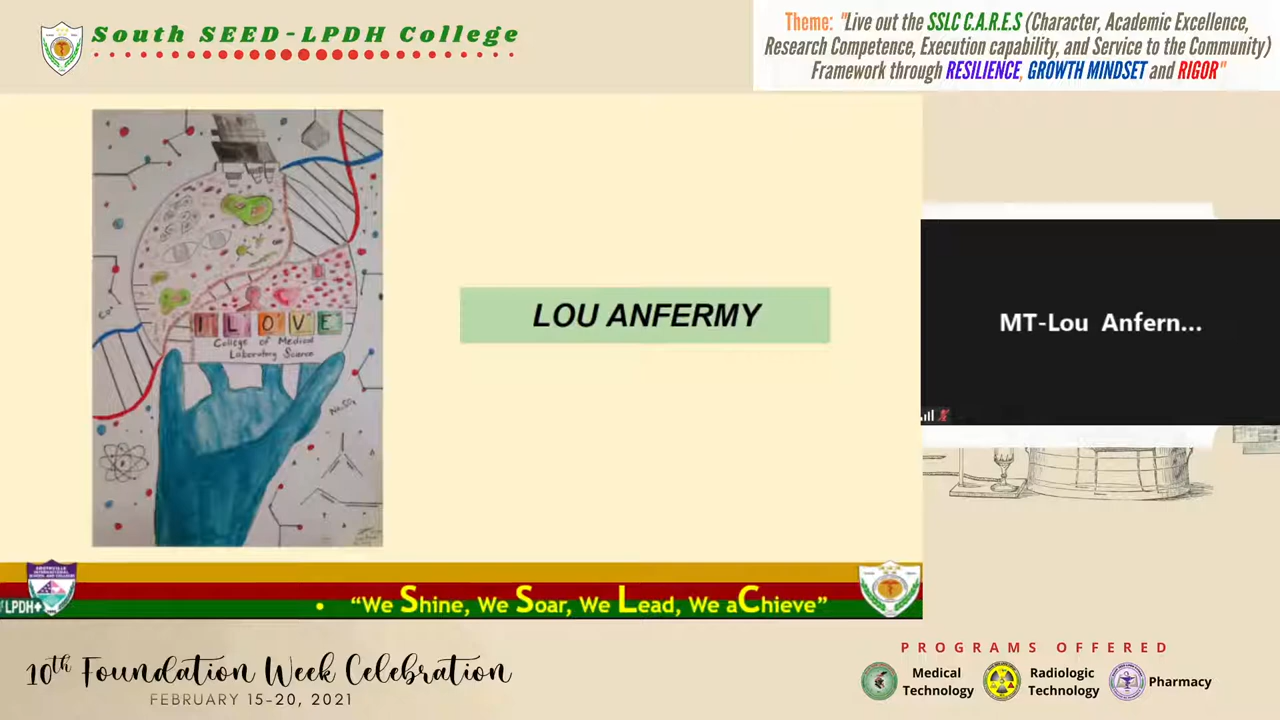 South SEED-LPDH College
Theme: "Live out the SSLC C.A.R.E.S (Character, Academic Excellence,
Research Competence, Execution capability, and Service to the Community)
Framework through RESILIENCE, GROWTH MINDSET and RIGOR"
I LOVE
College of Medical
Laboratory Science
Na₂SO₄
LOU ANFERMY
MT-Lou Anfern...
LPDH
• “We Shine, We Soar, We Lead, We aChieve”
10th Foundation Week Celebration
FEBRUARY 15-20, 2021
PROGRAMS OFFERED
Medical
Technology
Radiologic
Technology
Pharmacy